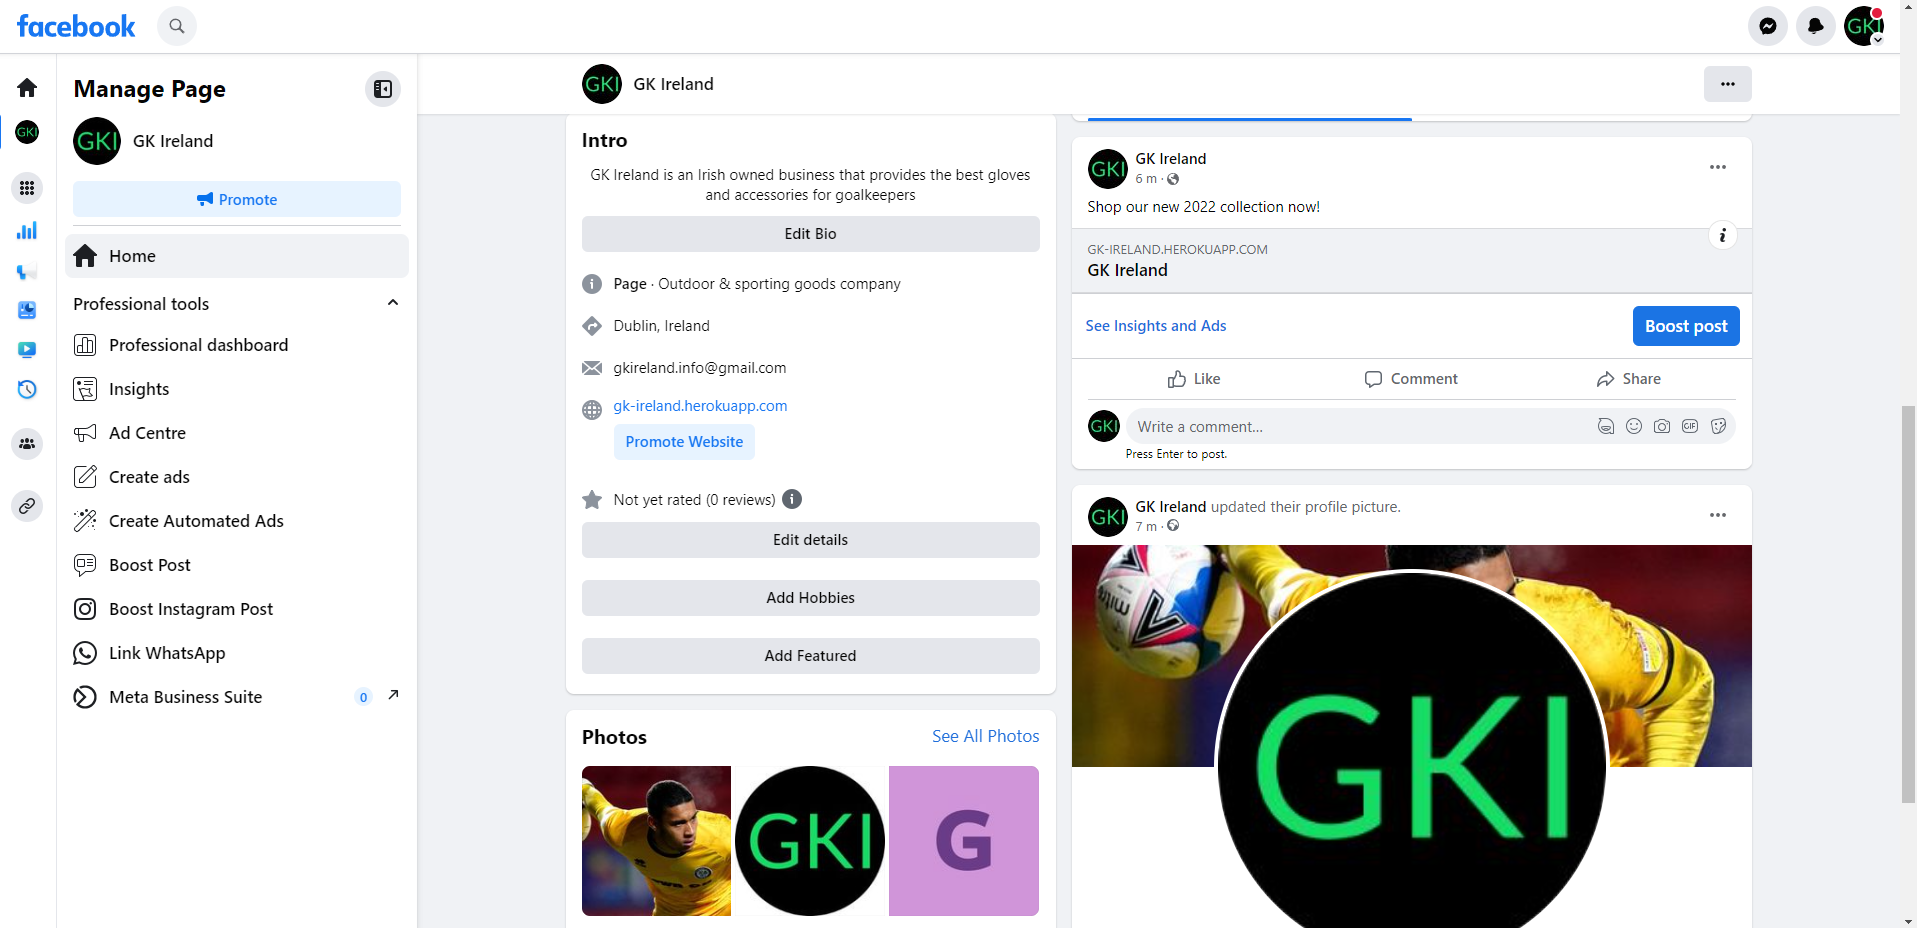 facebook
GKI
GKI
Manage Page
GKI
GK Ireland
Promote
Home
Professional tools
Professional dashboard
Insights
Ad Centre
Create ads
Create Automated Ads
Boost Post
Boost Instagram Post
Link WhatsApp
Meta Business Suite 0
GKI
GK Ireland
Intro
GK Ireland is an Irish owned business that provides the best gloves
and accessories for goalkeepers
Edit Bio
Page · Outdoor & sporting goods company
Dublin, Ireland
gkireland.info@gmail.com
gk-ireland.herokuapp.com
Promote Website
Not yet rated (0 reviews)
Edit details
Add Hobbies
Add Featured
Photos
See All Photos
GKI
G
GKI
GK Ireland
6 m ·
Shop our new 2022 collection now!
GK-IRELAND.HEROKUAPP.COM
GK Ireland
See Insights and Ads
Boost post
Like
Comment
Share
GKI
Write a comment...
GIF
Press Enter to post.
GKI
GK Ireland updated their profile picture.
7 m ·
mitre
GKI